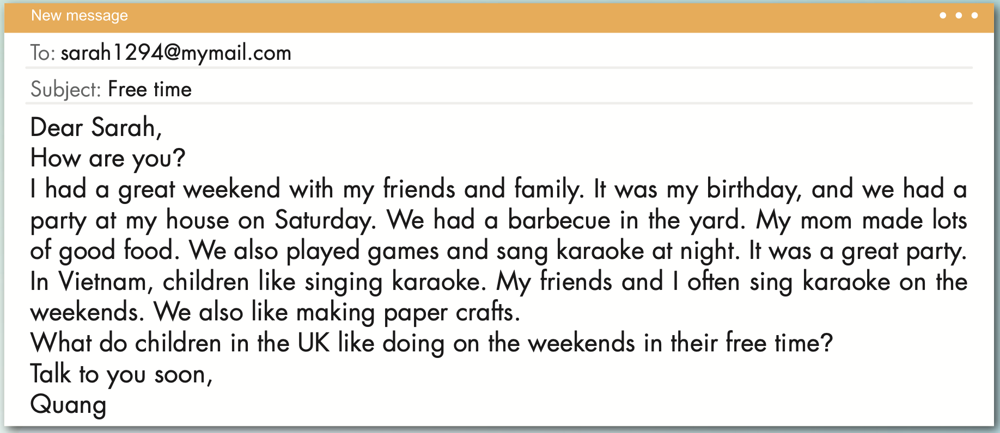 New message
To: sarah1294@mymail.com
Subject: Free time
Dear Sarah,
How are you?
I had a great weekend with my friends and family. It was my birthday, and we had a
party at my house on Saturday. We had a barbecue in the yard. My mom made lots
of good food. We also played games and sang karaoke at night. It was a great party.
In Vietnam, children like singing karaoke. My friends and I often sing karaoke on the
weekends. We also like making paper crafts.
What do children in the UK like doing on the weekends in their free time?
Talk to you soon,
Quang